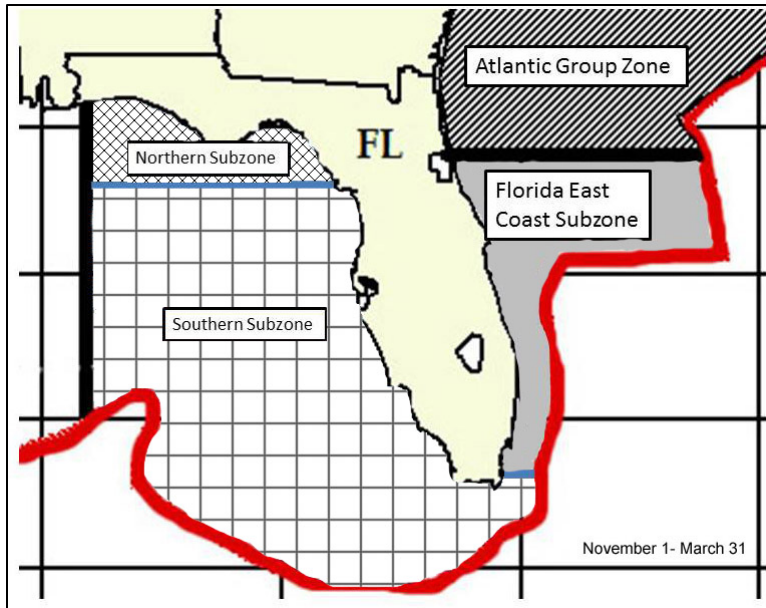 Atlantic Group Zone
FL
Northern Subzone
Florida East
Coast Subzone
Southern Subzone
November 1- March 31